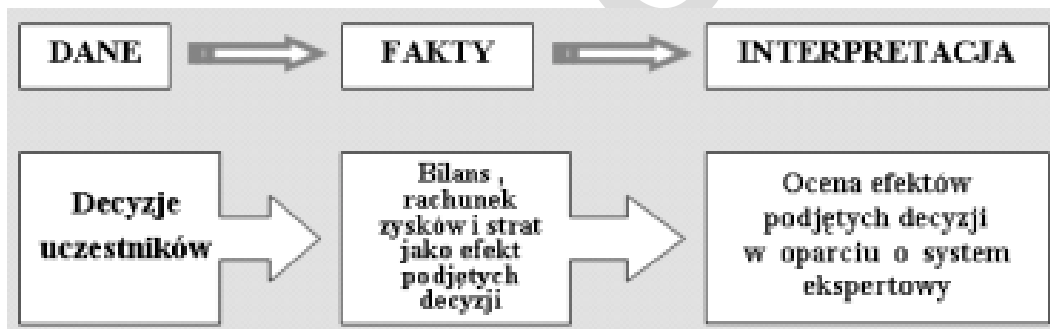 DANE
FAKTY
INTERPRETACJA
Decyzje
uczestników
Bilans ,
rachunek
zysków i strat
jako efekt
podjętych
decyzji
Ocena efektów
podjętych decyzji
w oparciu o system
ekspertowy